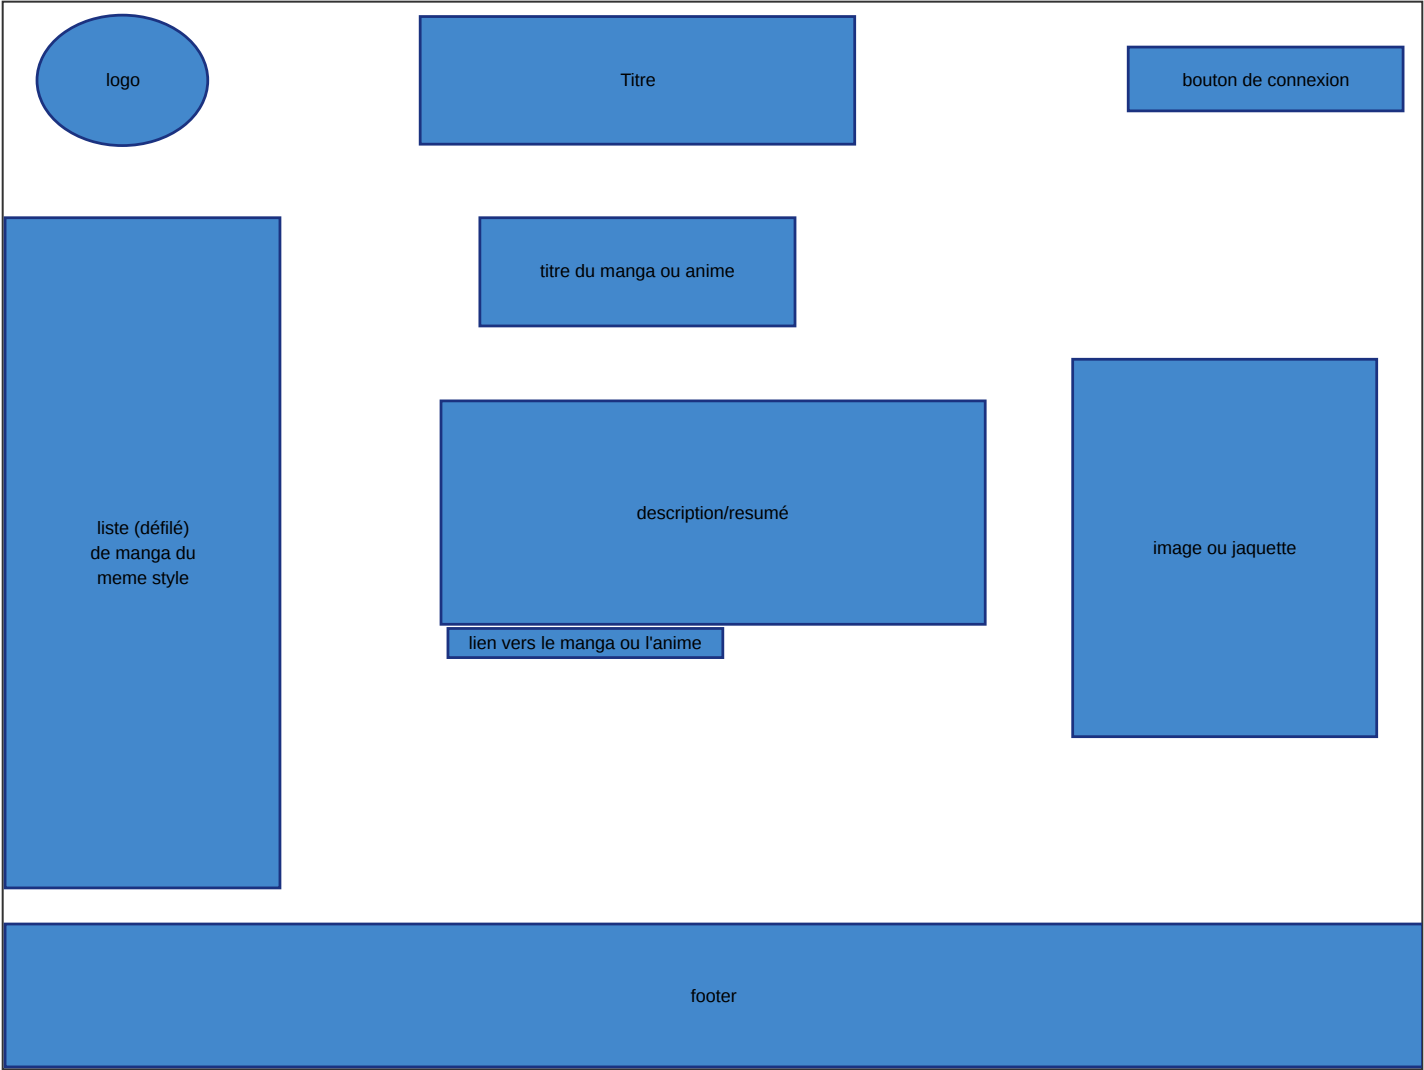 logo
Titre
bouton de connexion
titre du manga ou anime
liste (défilé)
de manga du
meme style
description/resumé
image ou jaquette
lien vers le manga ou l'anime
footer